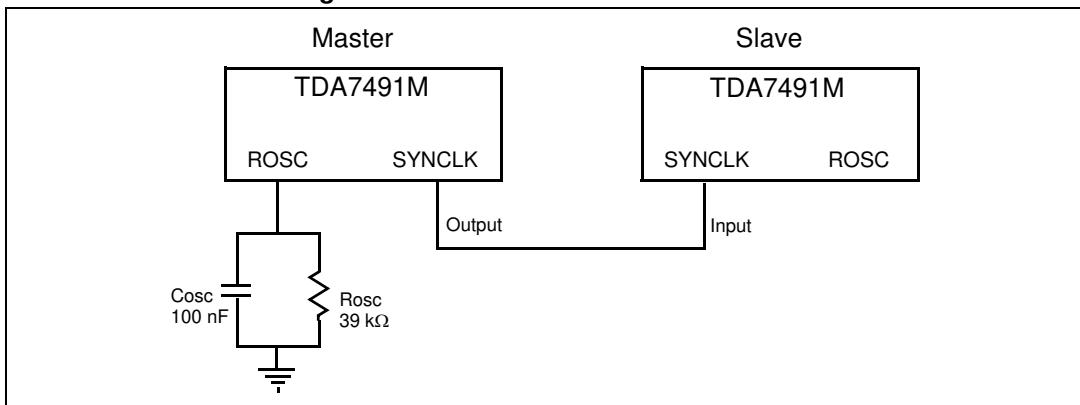 Master
Slave
TDA7491M
TDA7491M
ROSC
SYNCLK
SYNCLK
ROSC
Output
Input
Cosc
100 nF
Rosc
39 kΩ